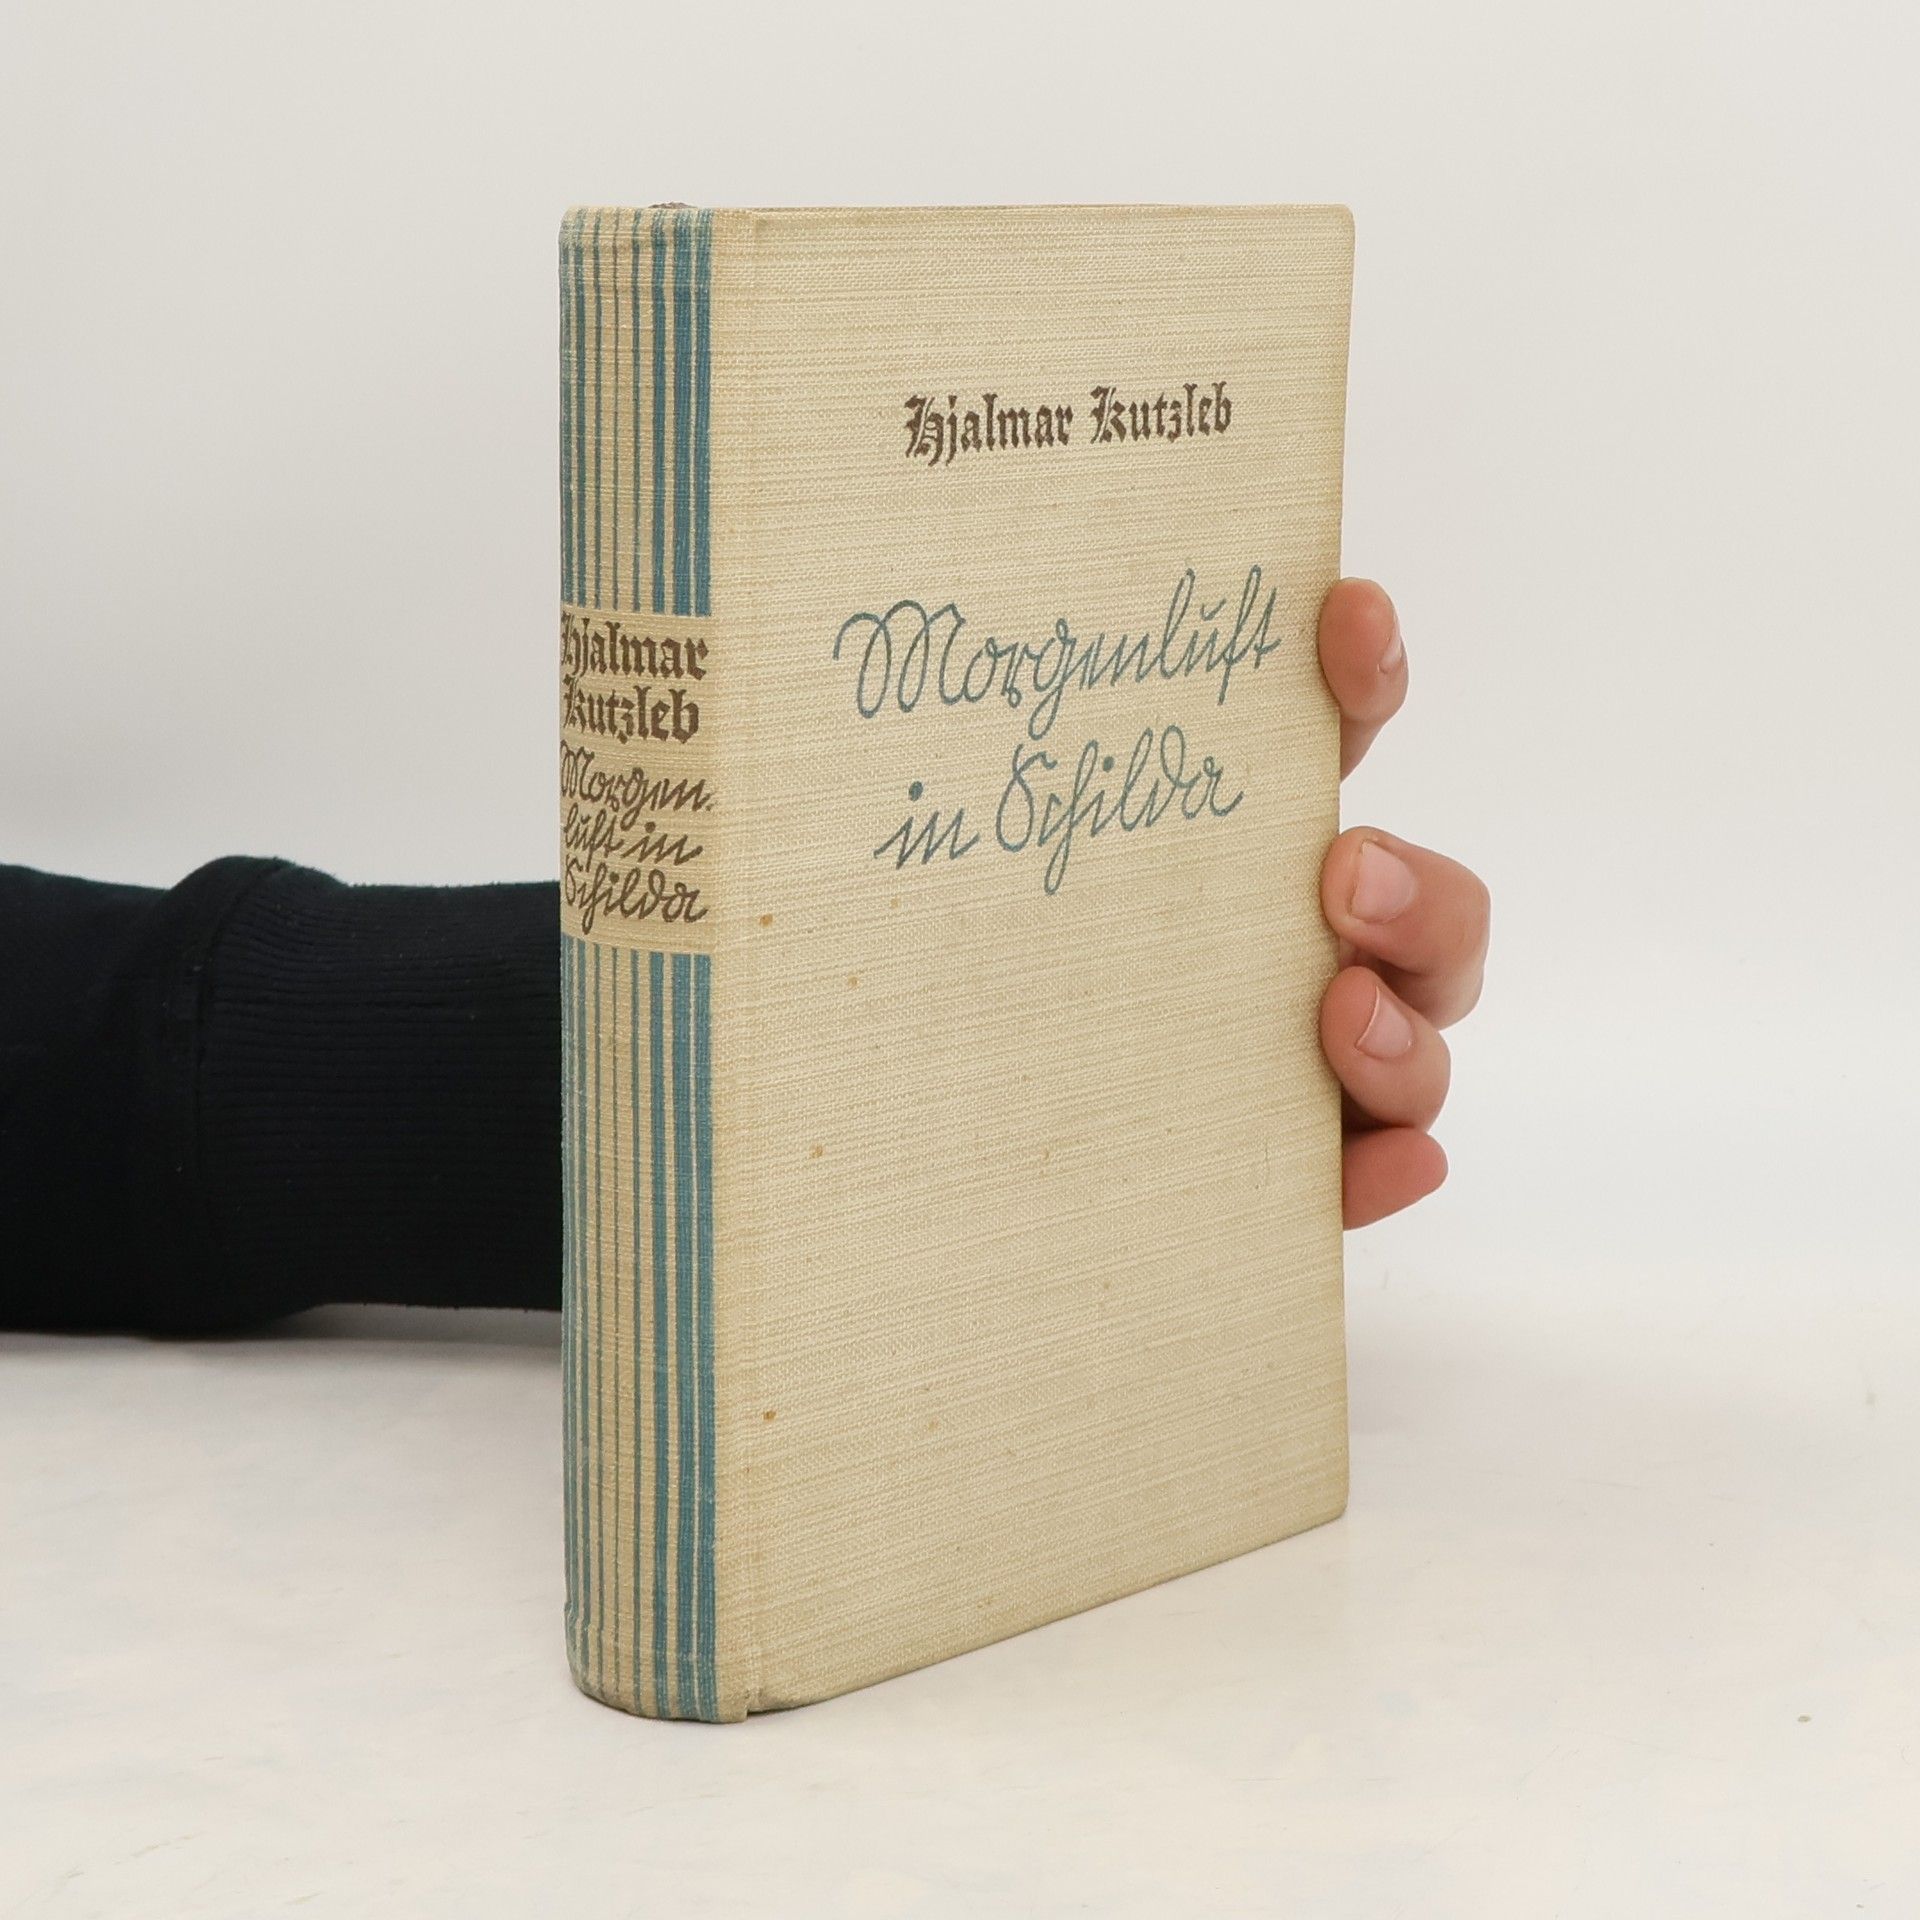 Hjalmar Kutzleb
Morgenluft
in Schilda
Hjalmar
Kutzleb
Morgen-
luft in
Schilda